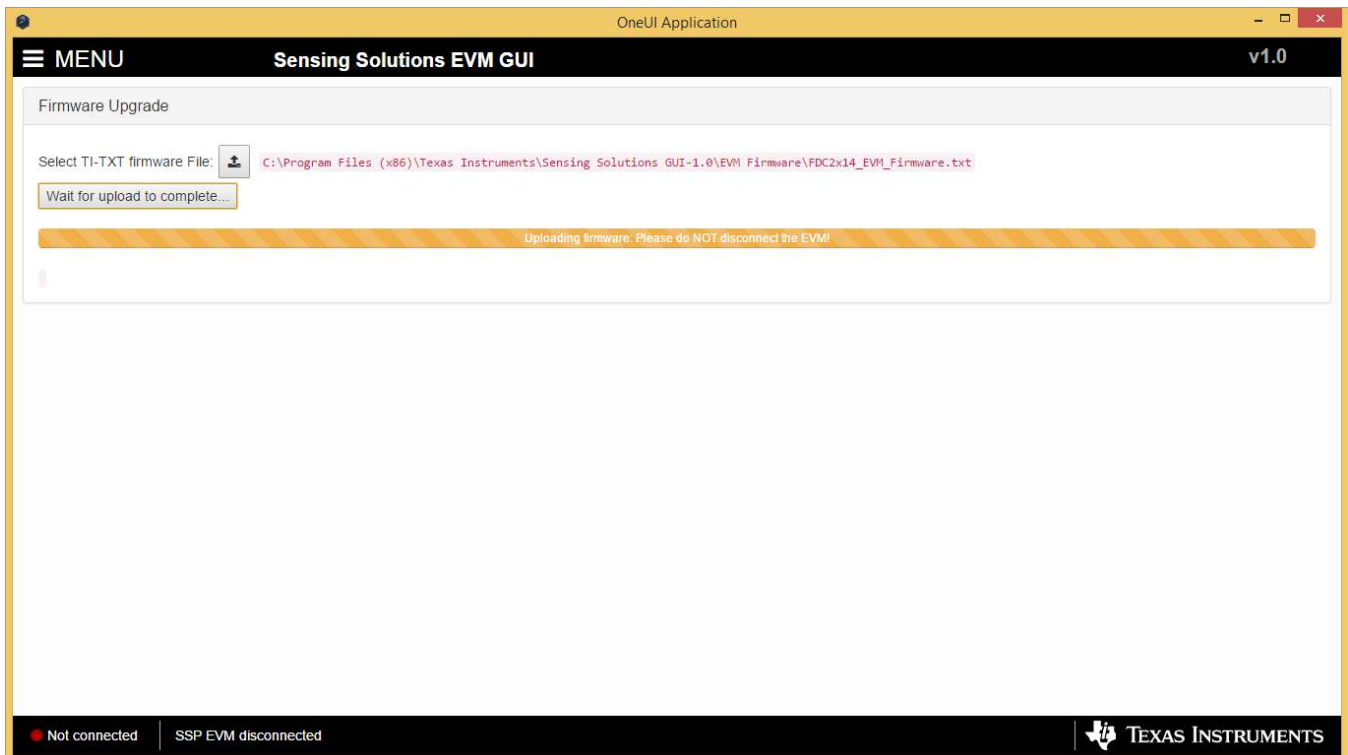 OneUI Application
MENU Sensing Solutions EVM GUI v1.0
Firmware Upgrade
Select TI-TXT firmware File: C:\Program Files (x86)\Texas Instruments\Sensing Solutions GUI-1.0\EVM Firmware\FDC2x14_EVM_Firmware.txt
Wait for upload to complete...
Uploading firmware. Please do NOT disconnect the EVM!
Not connected SSP EVM disconnected TEXAS INSTRUMENTS